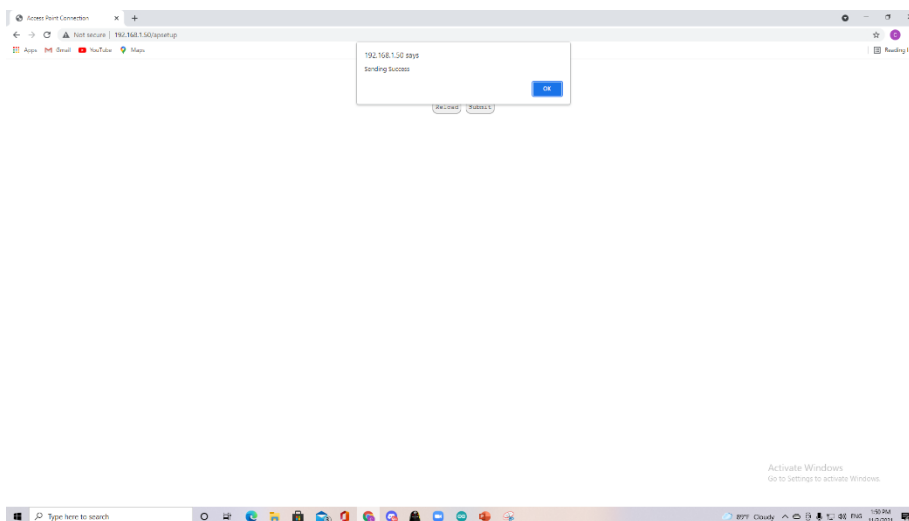 Access Point Connection
Not secure | 192.168.1.50/apsetup
Apps Gmail YouTube Maps
Reading
192.168.1.50 says
Sending Success
OK
Reload Submit
Activate Windows
Go to Settings to activate Windows.
Type here to search
89°F Cloudy ENG
1:50 PM